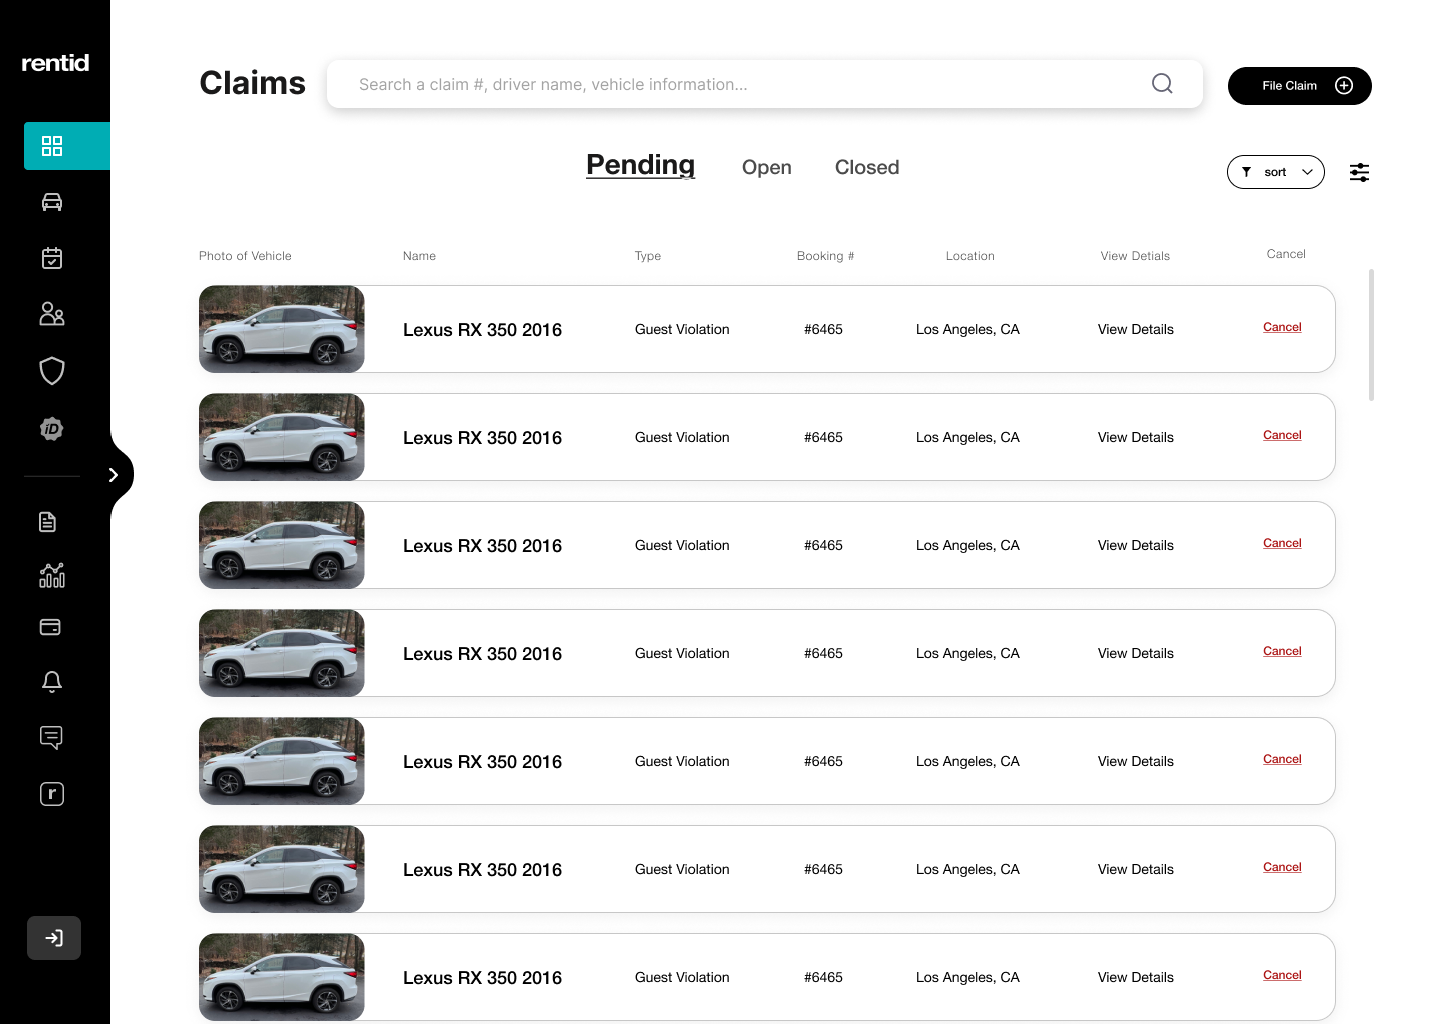 rentid
Claims
Search a claim #, driver name, vehicle information...
File Claim
Pending Open Closed
sort
Photo of Vehicle Name Type Booking # Location View Detials Cancel
Lexus RX 350 2016 Guest Violation #6465 Los Angeles, CA View Details Cancel
Lexus RX 350 2016 Guest Violation #6465 Los Angeles, CA View Details Cancel
Lexus RX 350 2016 Guest Violation #6465 Los Angeles, CA View Details Cancel
iD
Lexus RX 350 2016 Guest Violation #6465 Los Angeles, CA View Details Cancel
Lexus RX 350 2016 Guest Violation #6465 Los Angeles, CA View Details Cancel
r
Lexus RX 350 2016 Guest Violation #6465 Los Angeles, CA View Details Cancel
Lexus RX 350 2016 Guest Violation #6465 Los Angeles, CA View Details Cancel